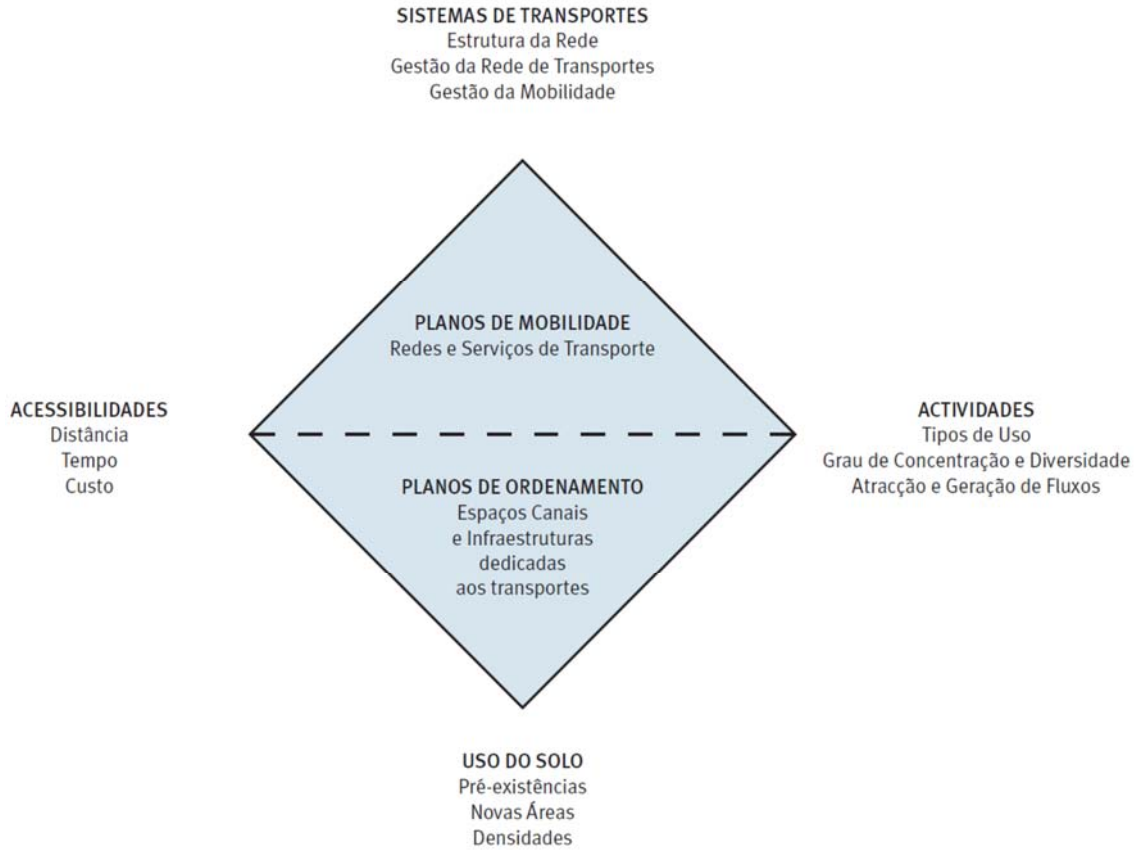 SISTEMAS DE TRANSPORTES
Estrutura da Rede
Gestão da Rede de Transportes
Gestão da Mobilidade
PLANOS DE MOBILIDADE
Redes e Serviços de Transporte
ACESSIBILIDADES
Distância
Tempo
Custo
ACTIVIDADES
Tipos de Uso
Grau de Concentração e Diversidade
Atracção e Geração de Fluxos
PLANOS DE ORDENAMENTO
Espaços Canais
e Infraestruturas
dedicadas
aos transportes
USO DO SOLO
Pré-existências
Novas Áreas
Densidades